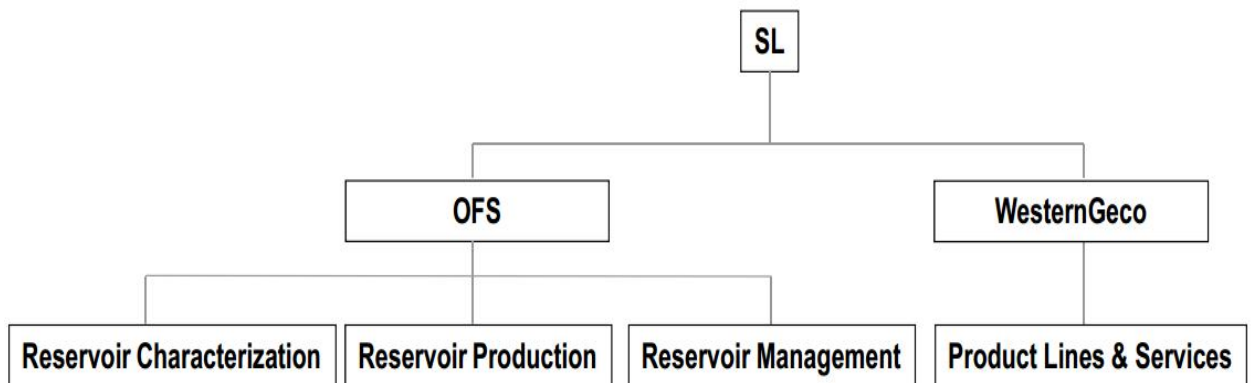 SL
OFS
WesternGeco
Reservoir Characterization
Reservoir Production
Reservoir Management
Product Lines & Services